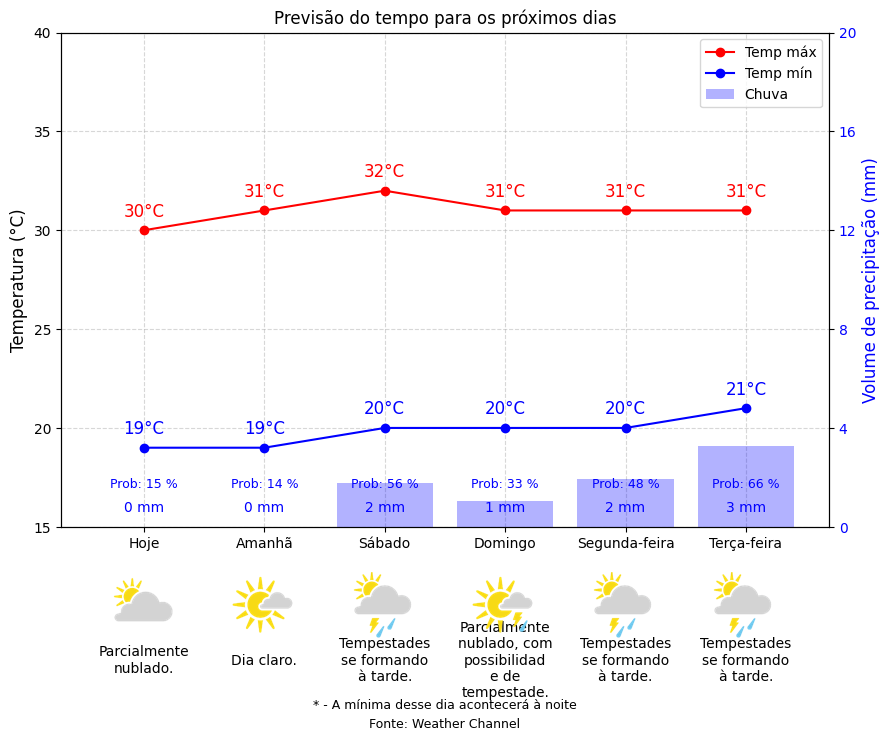 Previsão do tempo para os próximos dias
Temp máx
Temp mín
Chuva
Temperatura (°C)
Volume de precipitação (mm)
40
35
30
25
20
15
20
16
12
8
4
0
30°C
31°C
32°C
31°C
31°C
31°C
19°C
19°C
20°C
20°C
20°C
21°C
Prob: 15 %
Prob: 14 %
Prob: 56 %
Prob: 33 %
Prob: 48 %
Prob: 66 %
0 mm
0 mm
2 mm
1 mm
2 mm
3 mm
Hoje
Amanhã
Sábado
Domingo
Segunda-feira
Terça-feira
Parcialmente
nublado.
Dia claro.
Tempestades
se formando
à tarde.
Parcialmente
nublado, com
possibilidad
e de
tempestade.
Tempestades
se formando
à tarde.
Tempestades
se formando
à tarde.
* - A mínima desse dia acontecerá à noite
Fonte: Weather Channel